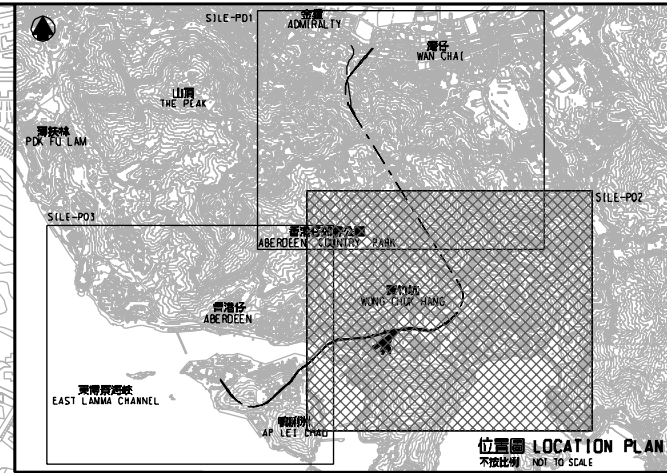 SILE-P01
金鐘
ADMIRALTY
灣仔
WAN CHAI
山頂
THE PEAK
薄扶林
POK FU LAM
SILE-P02
SILE-P03
香港仔郊野公園
ABERDEEN COUNTRY PARK
黃竹坑
WONG CHUK HANG
香港仔
ABERDEEN
東博寮海峽
EAST LAMMA CHANNEL
鴨脷洲
AP LEI CHAU
位置圖 LOCATION PLAN
不按比例 NOT TO SCALE